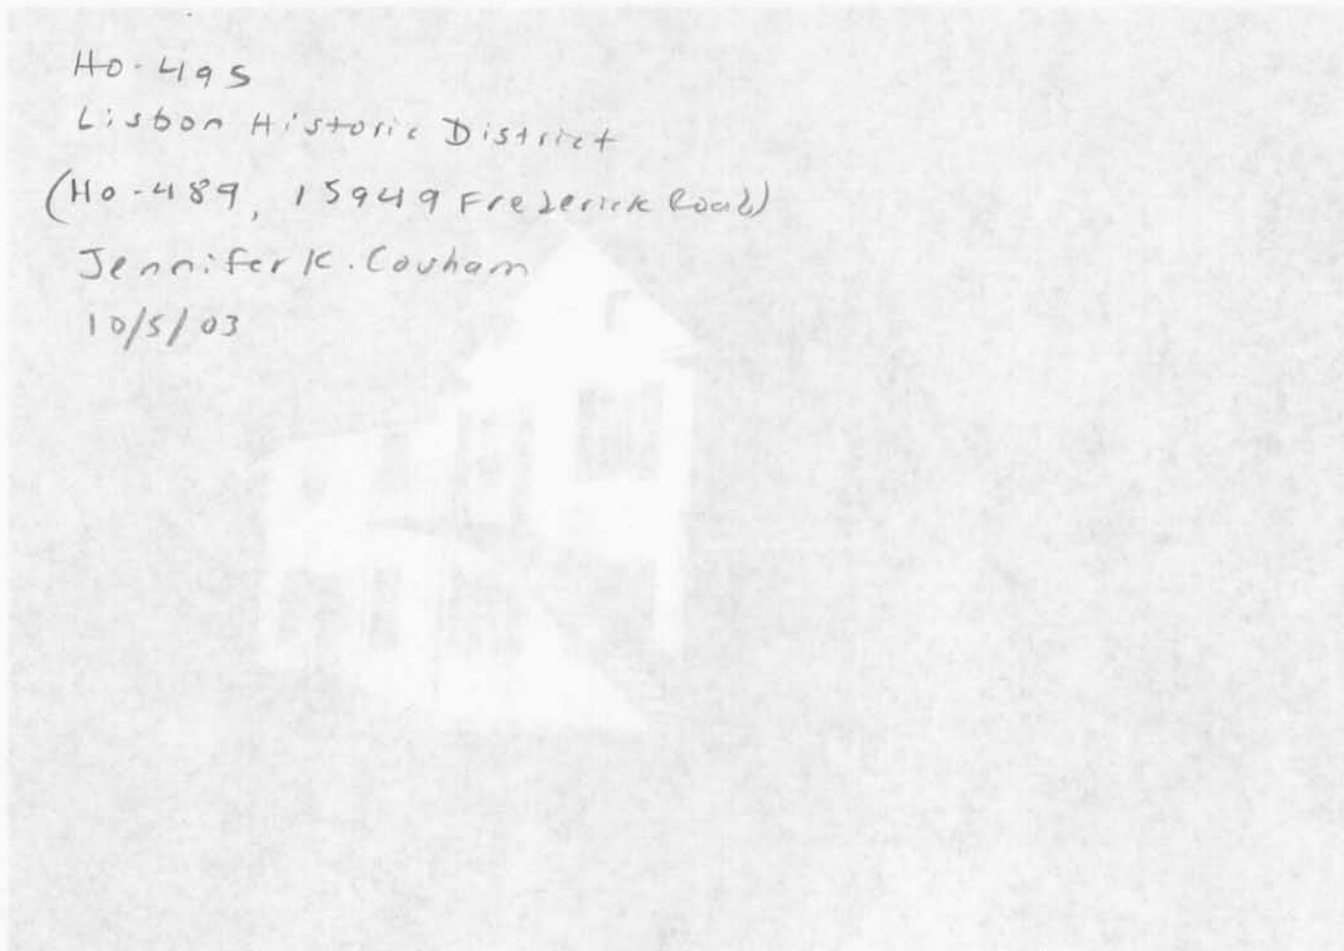 Ho-495
Lisbon Historic District
(Ho-489, 15949 Frederick Road)
Jennifer K. Cosham
10/5/03